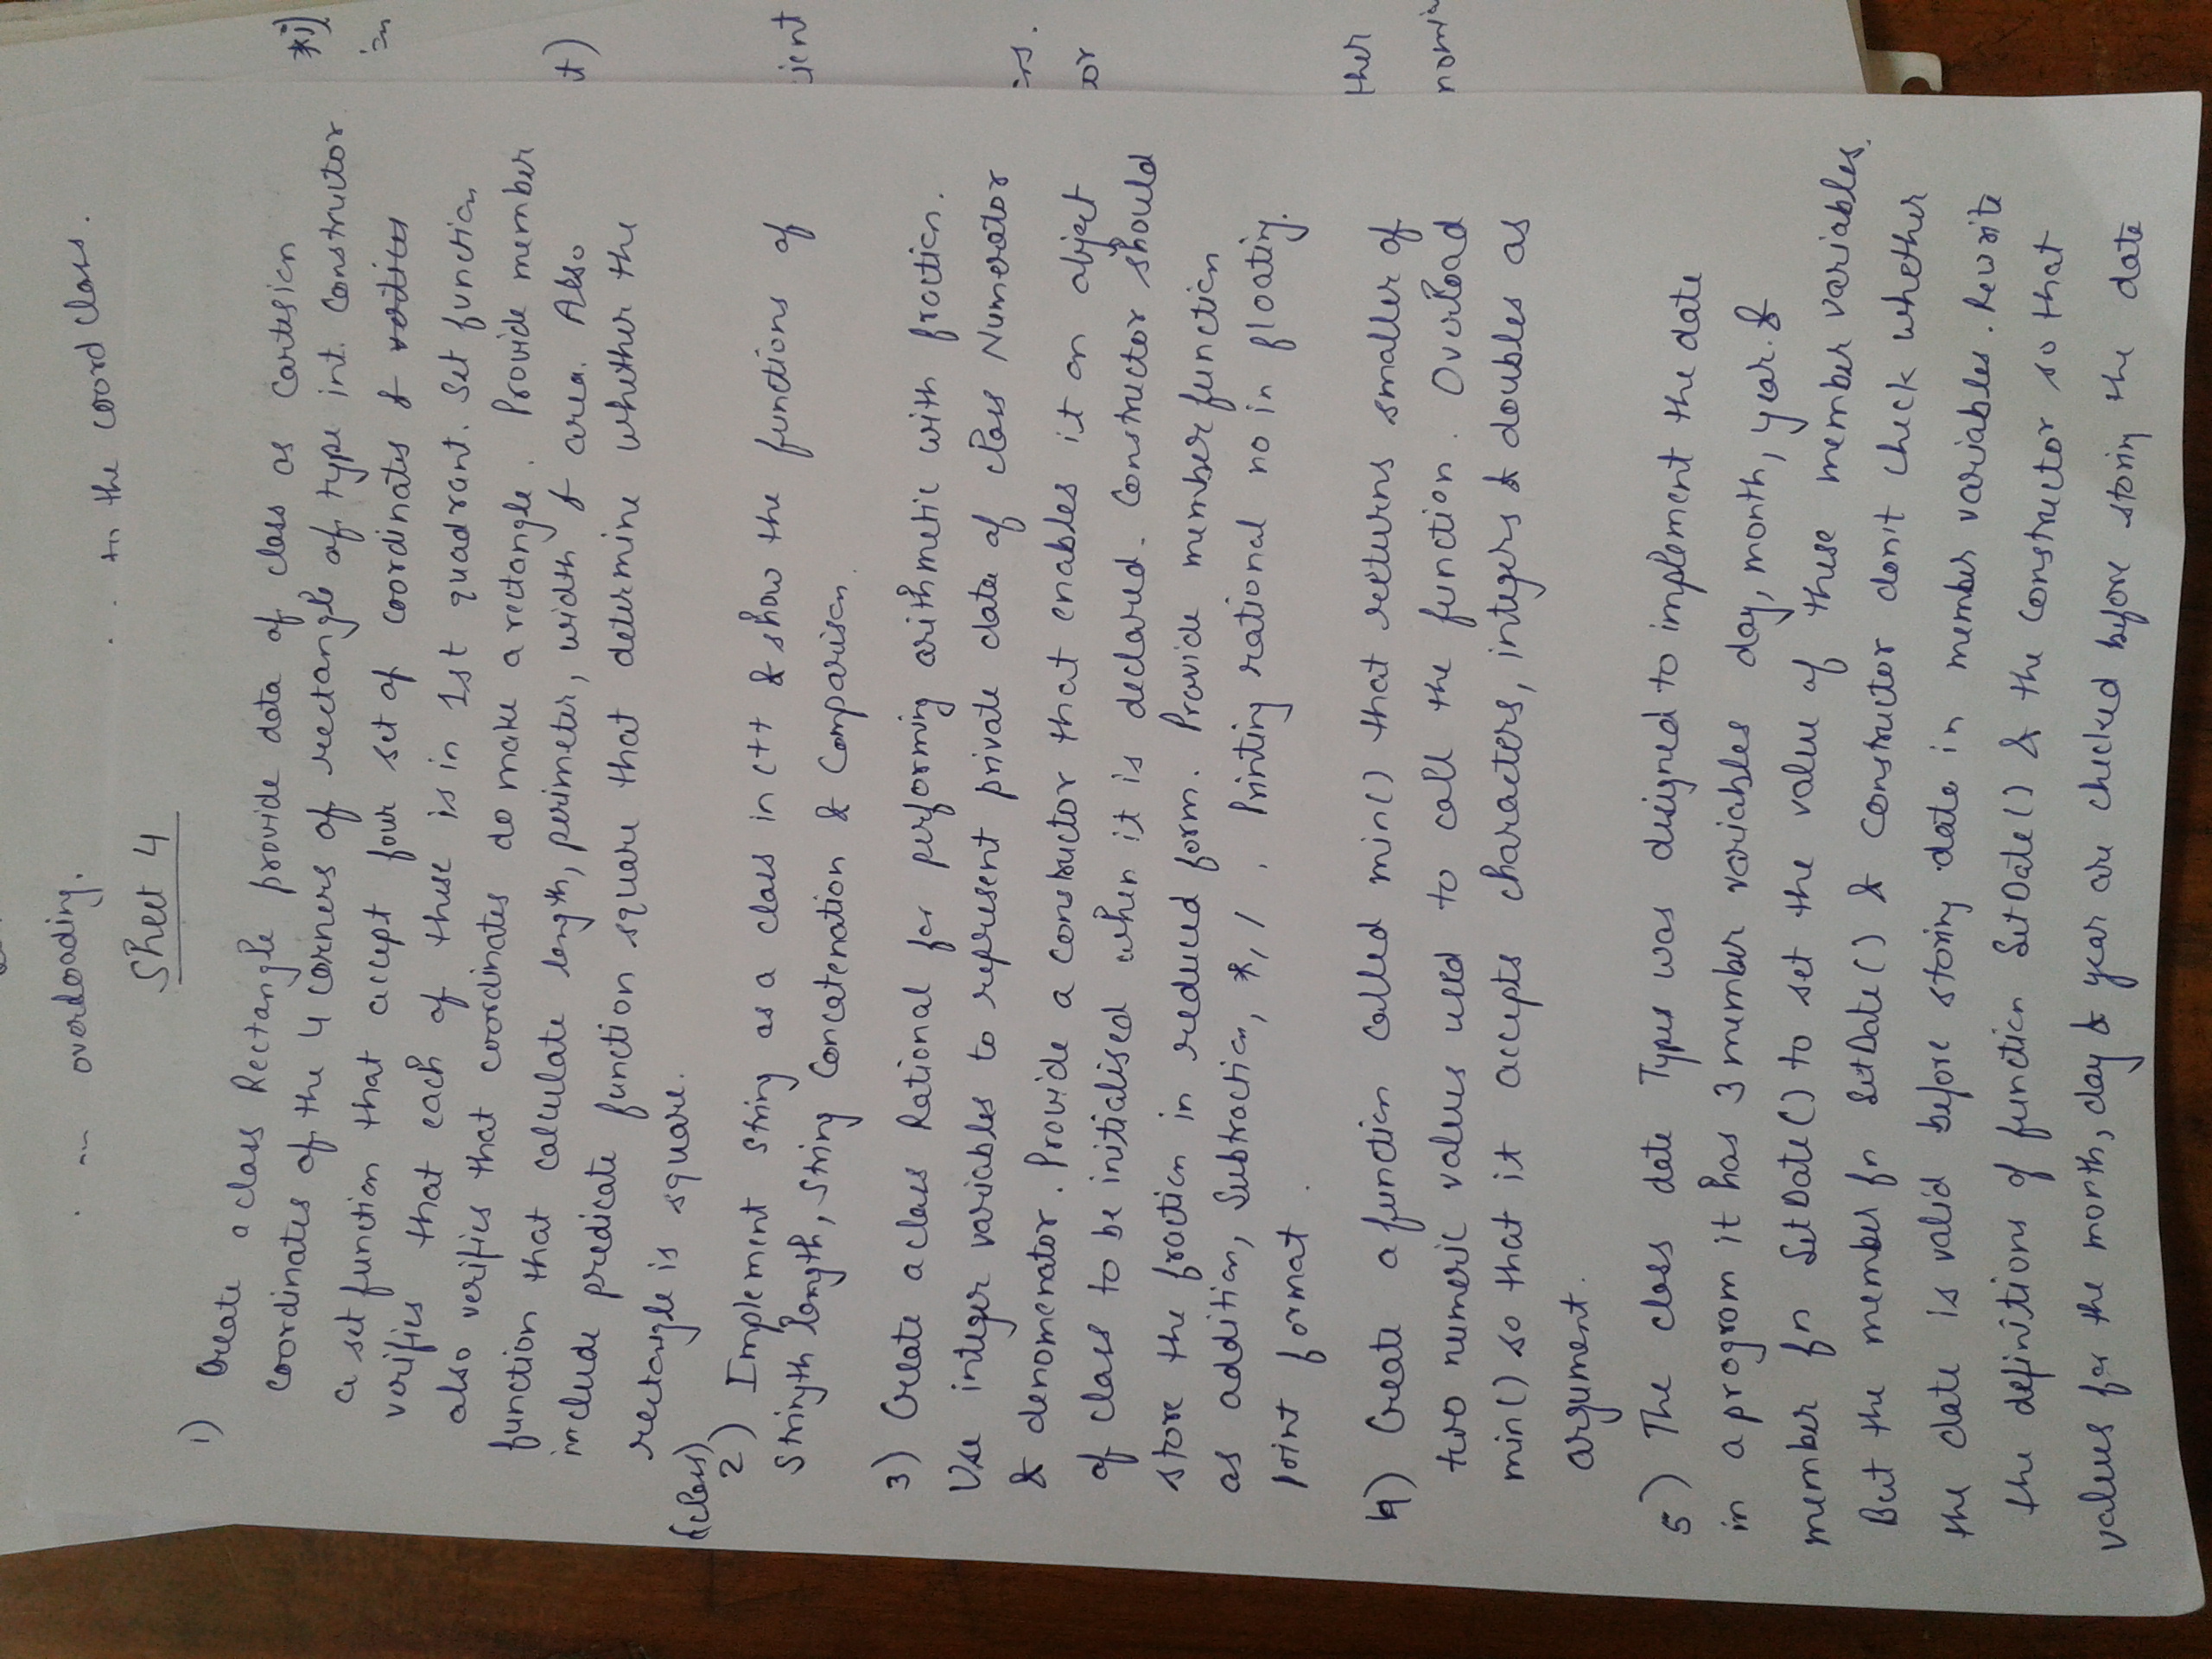 overloading.
in the coord class.
Sheet 4
1) Create a class Rectangle provide data of class as cartesian
coordinates of the 4 corners of rectangle of type int. Constructor
a set function that accept four set of coordinates &
varifies that each of these is in 1st quadrant. Set function
also verifies that coordinates do make a rectangle. Provide member
function that calculate length, perimeter, width & area. Also
include predicate function square that determine whether the
rectangle is square.
(class)
2) Implement string as a class in c++ & show the functions of
String length, String Concatenation & Comparison.
3) Create a class Rational for performing arithmetic with fraction.
Use integer variables to represent private data of class Numerator
& denomerator. Provide a constructor that enables it an object
of class to be initialised when it is declared. Constructor should
store the fraction in reduced form. Provide member function
as addition, Subtraction, *, /. Printing rational no in floating.
point format.
4) Create a function called min() that returns smaller of
two numeric values used to call the function. Overload
min() so that it accepts characters, integers & doubles as
argument.
5) The class date Type was designed to implement the date
in a program it has 3 member variables day, month, year. &
member fn SetDate() to set the value of these member variables.
But the member fn SetDate() & constructor don't check whether
the date is valid before storing data in member variables. Rewrite
the definitions of function SetDate() & the constructor so that
values for the month, day & year are checked before storing the date